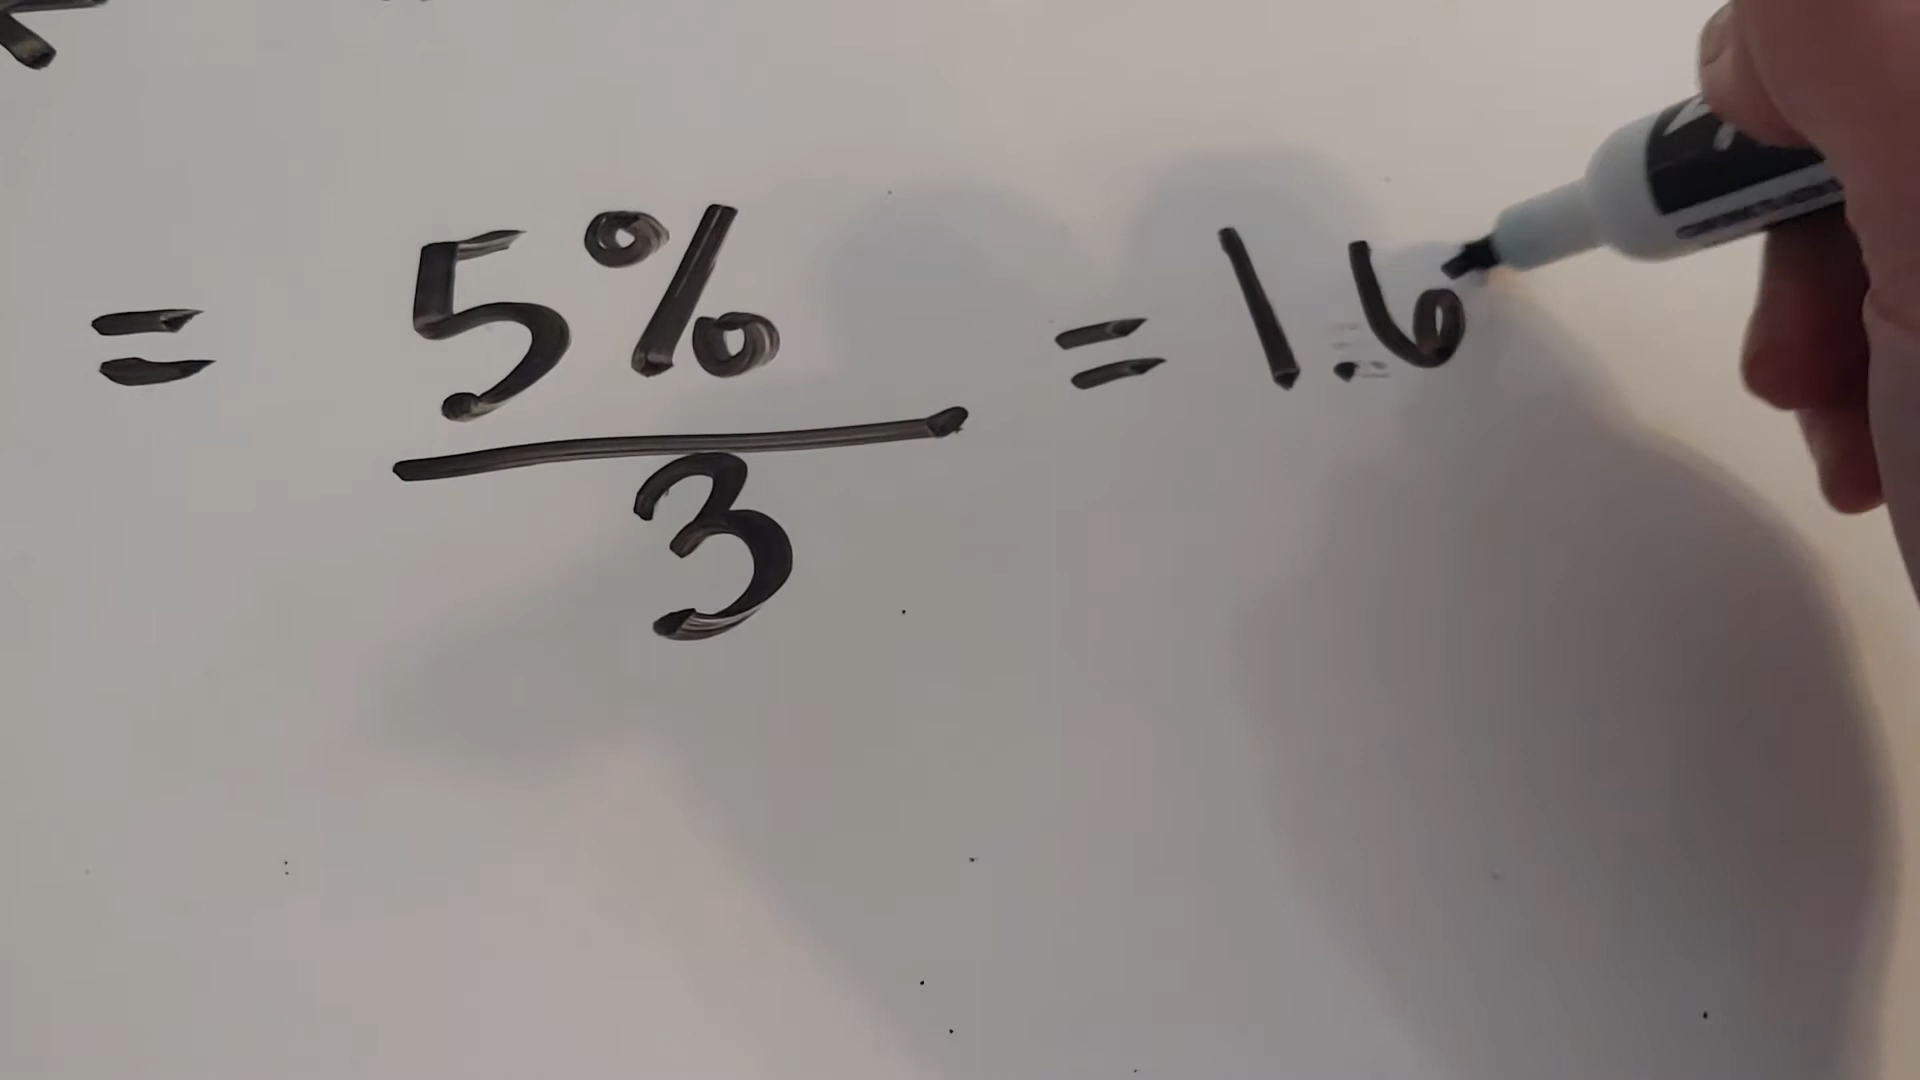 = 5% = 1.6
3